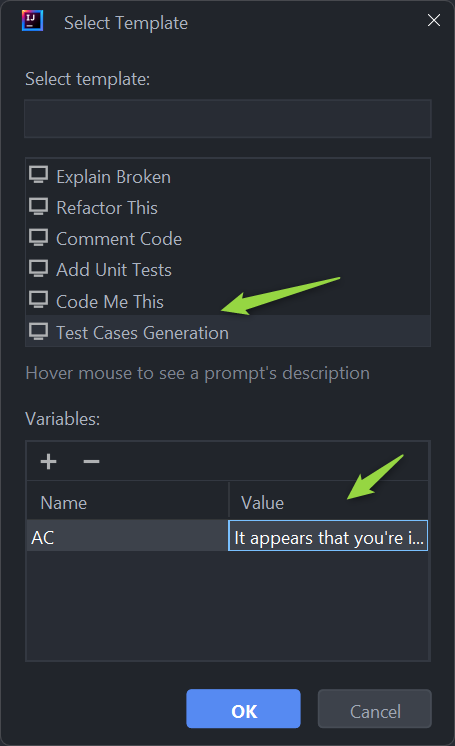 IJ
Select Template
Select template:
Explain Broken
Refactor This
Comment Code
Add Unit Tests
Code Me This
Test Cases Generation
Hover mouse to see a prompt's description
Variables:
Name Value
AC It appears that you're i...
OK Cancel